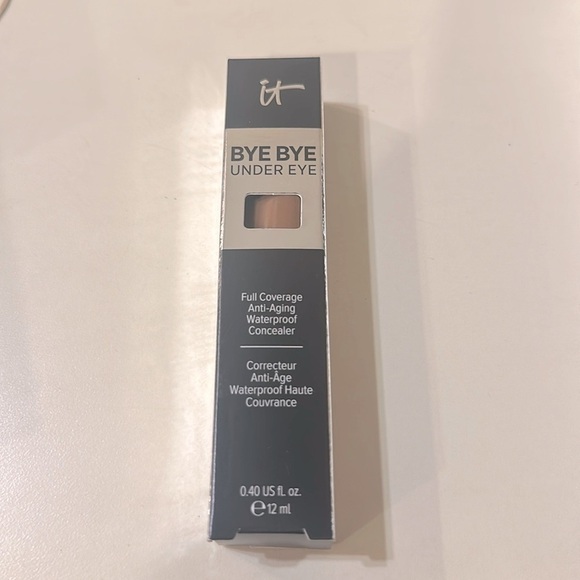 it
BYE BYE
UNDER EYE
Full Coverage
Anti-Aging
Waterproof
Concealer
Correcteur
Anti-Âge
Waterproof Haute
Couvrance
0.40 US fl. oz.
℮12 ml